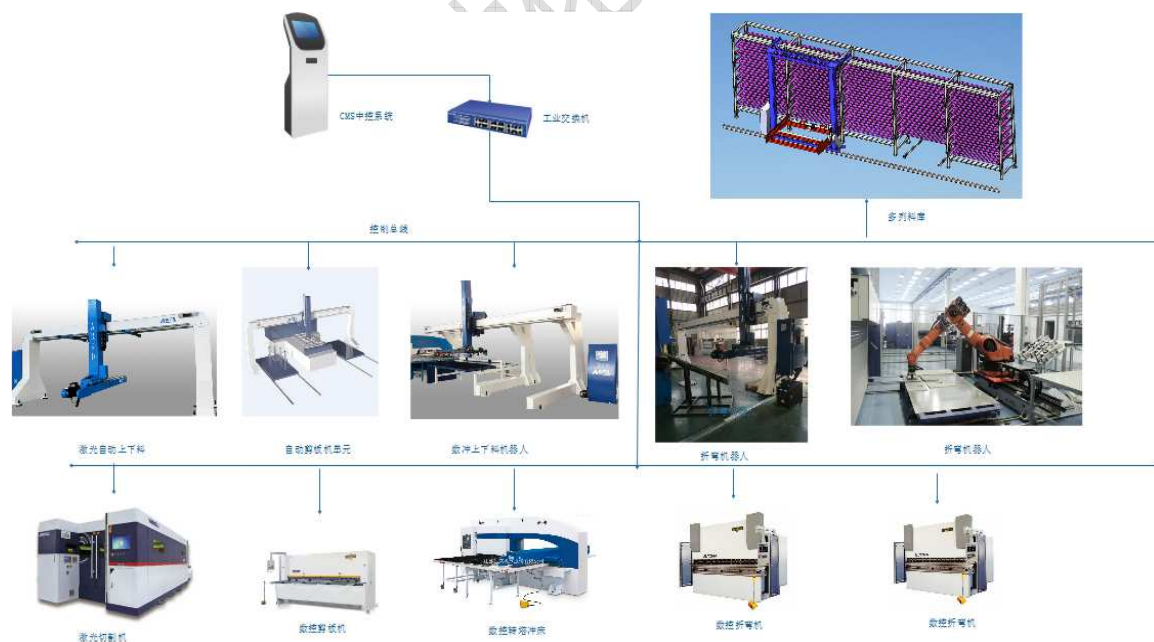 CMS中控系统
工业交换机
多列料库
控制总线
激光自动上下料
自动剪板机单元
数冲上下料机器人
折弯机器人
折弯机器人
激光切割机
数控剪板机
数控转塔冲床
数控折弯机
数控折弯机